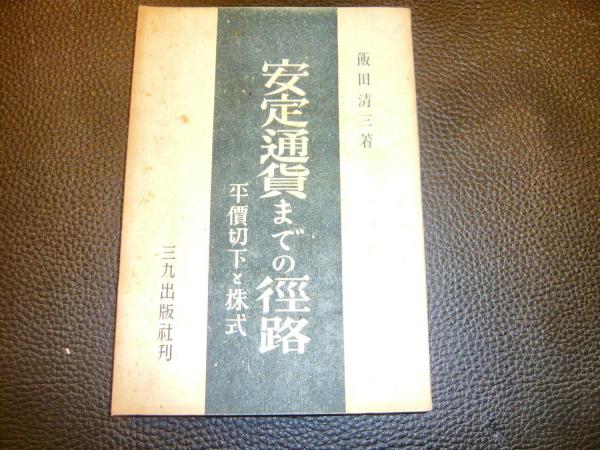 飯田清三著
安定通貨までの徑路
平價切下と株式
三九出版社刊